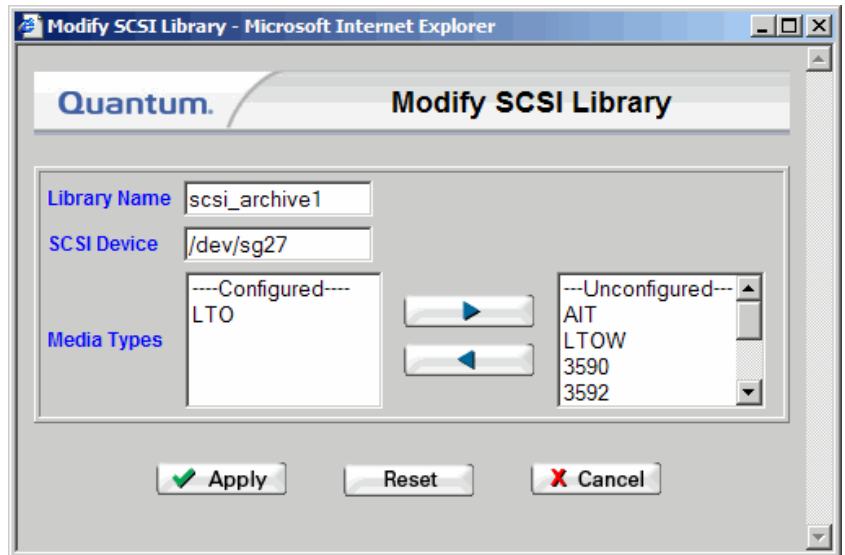 Modify SCSI Library - Microsoft Internet Explorer
Quantum.
Modify SCSI Library
Library Name scsi_archive1
SCSI Device /dev/sg27
Media Types
----Configured----
LTO
---Unconfigured---
AIT
LTOW
3590
3592
Apply Reset X Cancel